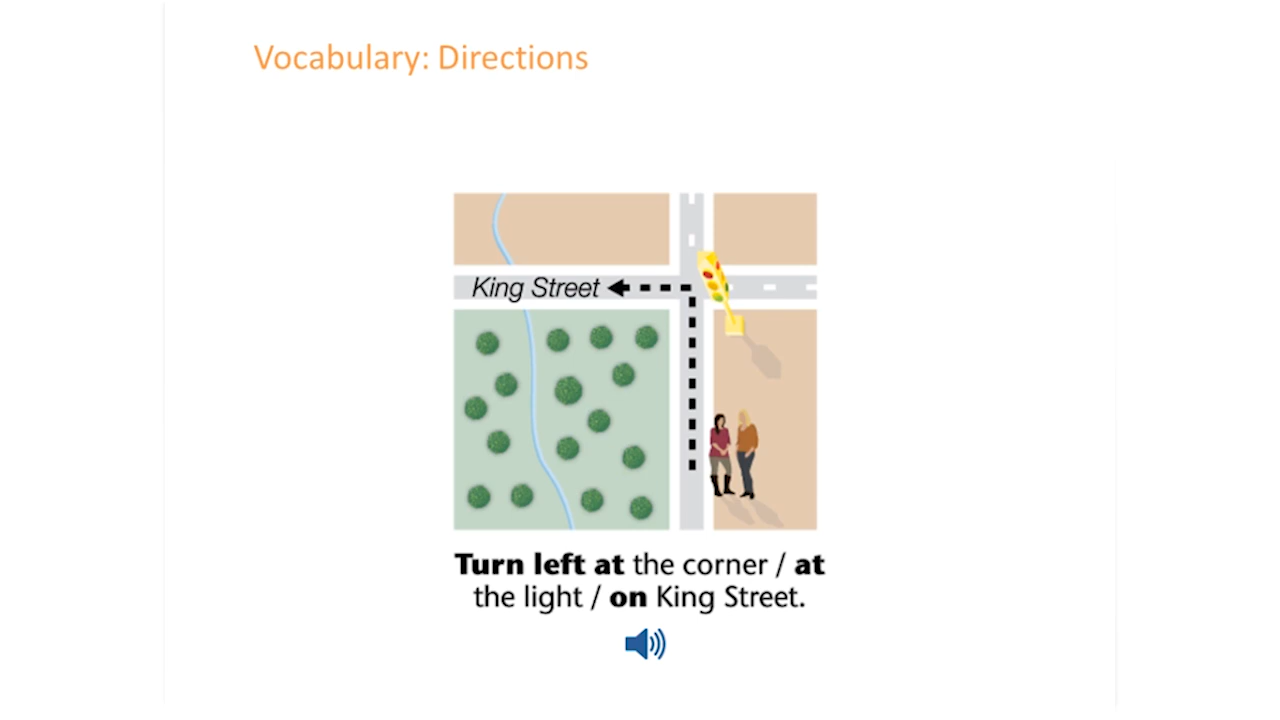 Vocabulary: Directions
King Street
Turn left at the corner / at
the light / on King Street.